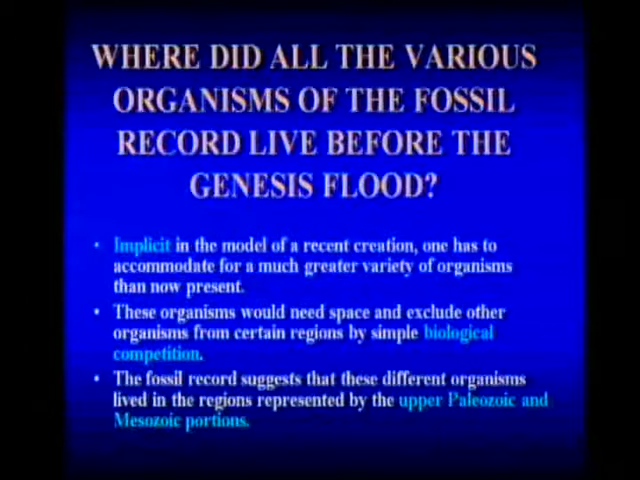 WHERE DID ALL THE VARIOUS
ORGANISMS OF THE FOSSIL
RECORD LIVE BEFORE THE
GENESIS FLOOD?
• Implicit in the model of a recent creation, one has to
accommodate for a much greater variety of organisms
than now present.
• These organisms would need space and exclude other
organisms from certain regions by simple biological
competition.
• The fossil record suggests that these different organisms
lived in the regions represented by the upper Paleozoic and
Mesozoic portions.